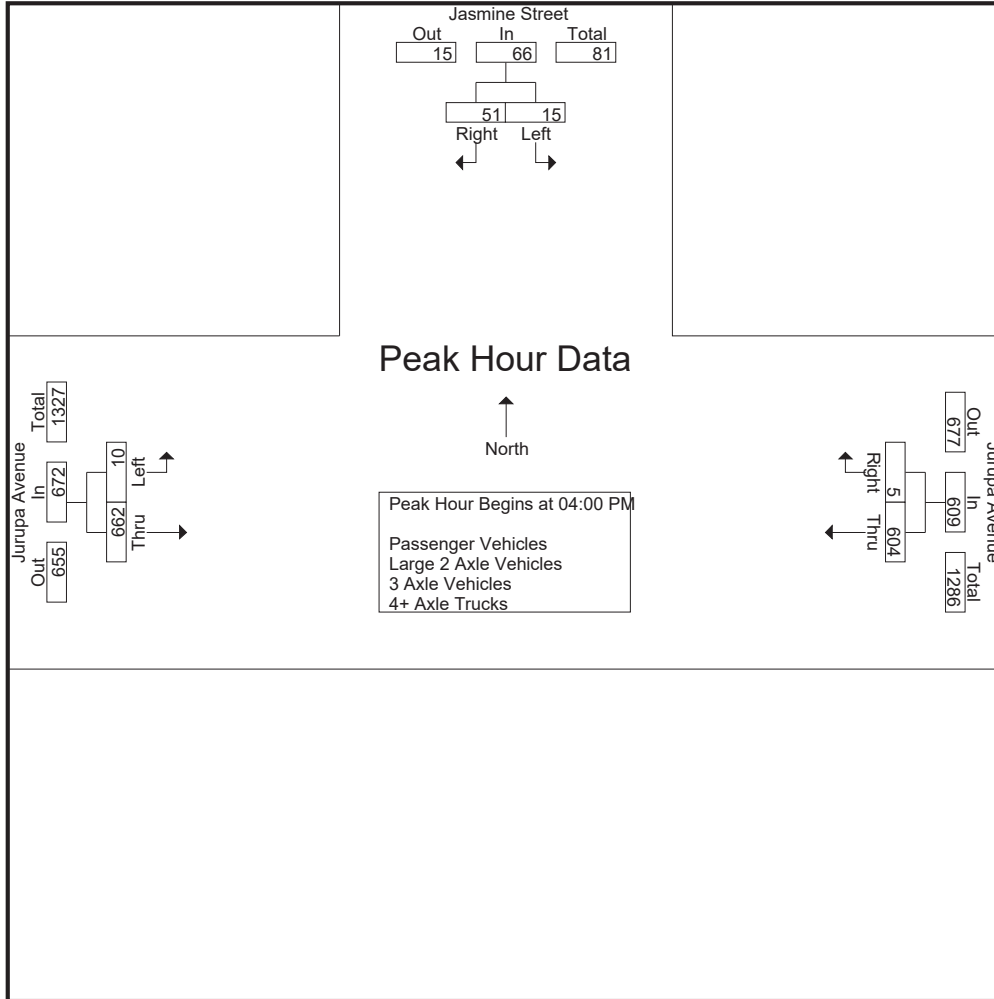 Jasmine Street
Out In Total
15 66 81
51 15
Right Left
Peak Hour Data
North
Peak Hour Begins at 04:00 PM
Passenger Vehicles
Large 2 Axle Vehicles
3 Axle Vehicles
4+ Axle Trucks
Jurupa Avenue
Out In Total
655 672 1327
662 10
Thru Left
Jurupa Avenue
Out In Total
677 609 1286
5 604
Right Thru